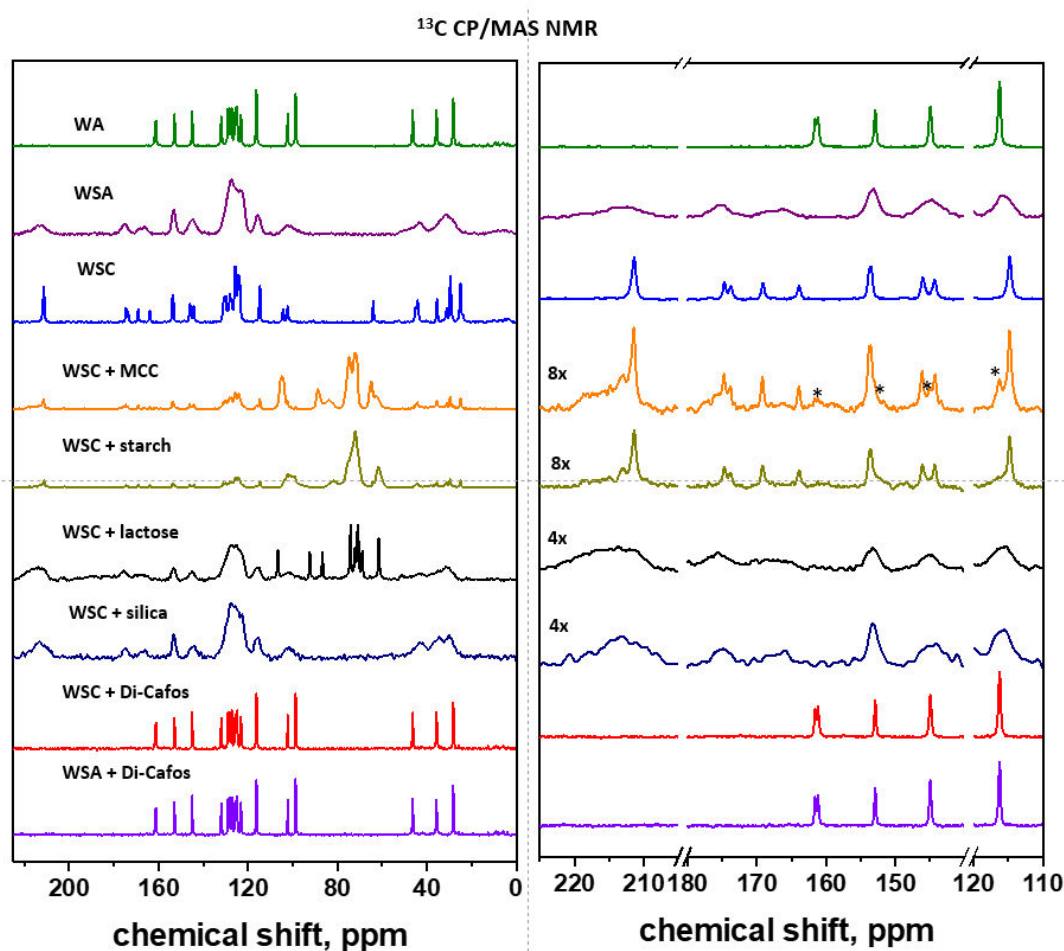 ¹³C CP/MAS NMR
WA
WSA
WSC
WSC + MCC
8x
* * * *
WSC + starch
8x
WSC + lactose
4x
WSC + silica
4x
WSC + Di-Cafos
WSA + Di-Cafos
200 160 120 80 40 0
220 210 180 170 160 150 120 110
chemical shift, ppm
chemical shift, ppm